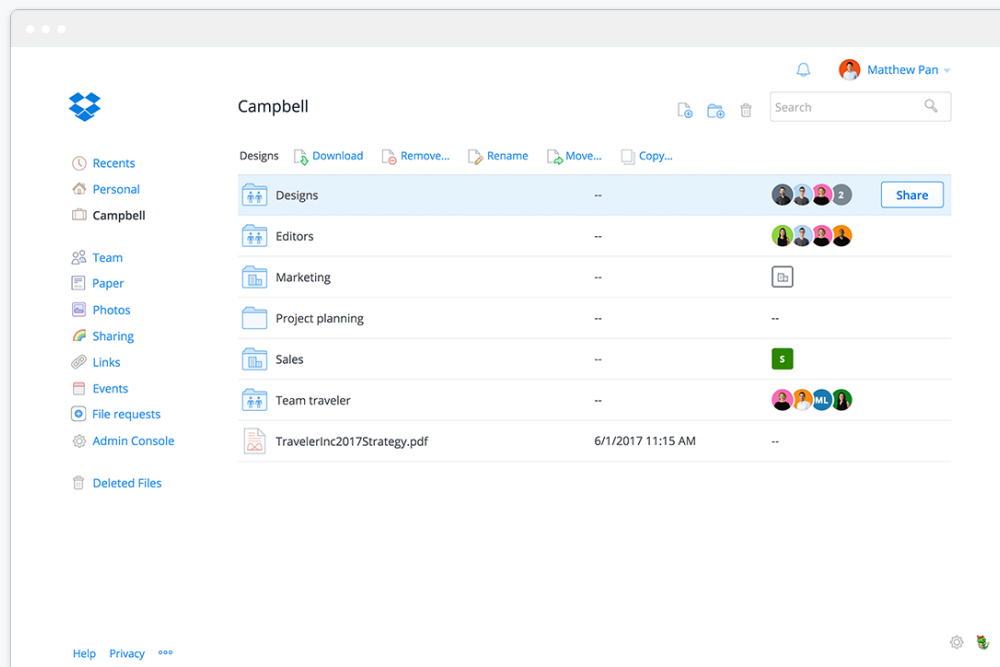 Matthew Pan
Campbell
Search
Recents
Personal
Campbell
Team
Paper
Photos
Sharing
Links
Events
File requests
Admin Console
Deleted Files
Designs Download Remove... Rename Move... Copy...
Designs -- 2 Share
Editors --
Marketing --
Project planning -- --
Sales -- S
Team traveler -- ML
TravelerInc2017Strategy.pdf 6/1/2017 11:15 AM --
Help Privacy